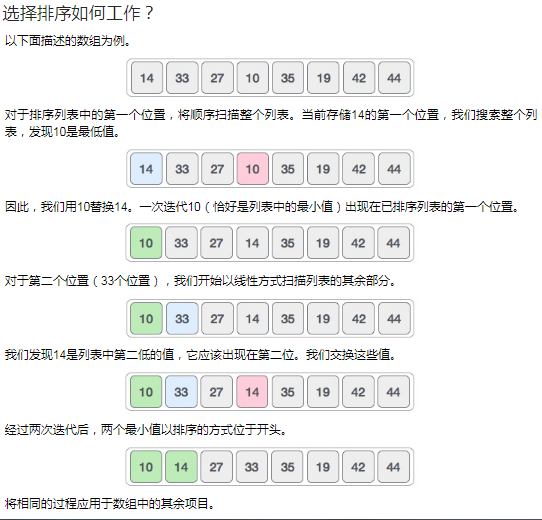 选择排序如何工作？
以下面描述的数组为例。
14 33 27 10 35 19 42 44
对于排序列表中的第一个位置，将顺序扫描整个列表。当前存储14的第一个位置，我们搜索整个列
表，发现10是最低值。
14 33 27 10 35 19 42 44
因此，我们用10替换14。一次迭代10（恰好是列表中的最小值）出现在已排序列表的第一个位置。
10 33 27 14 35 19 42 44
对于第二个位置（33个位置），我们开始以线性方式扫描列表的其余部分。
10 33 27 14 35 19 42 44
我们发现14是列表中第二低的值，它应该出现在第二位。我们交换这些值。
10 33 27 14 35 19 42 44
经过两次迭代后，两个最小值以排序的方式位于开头。
10 14 27 33 35 19 42 44
将相同的过程应用于数组中的其余项目。